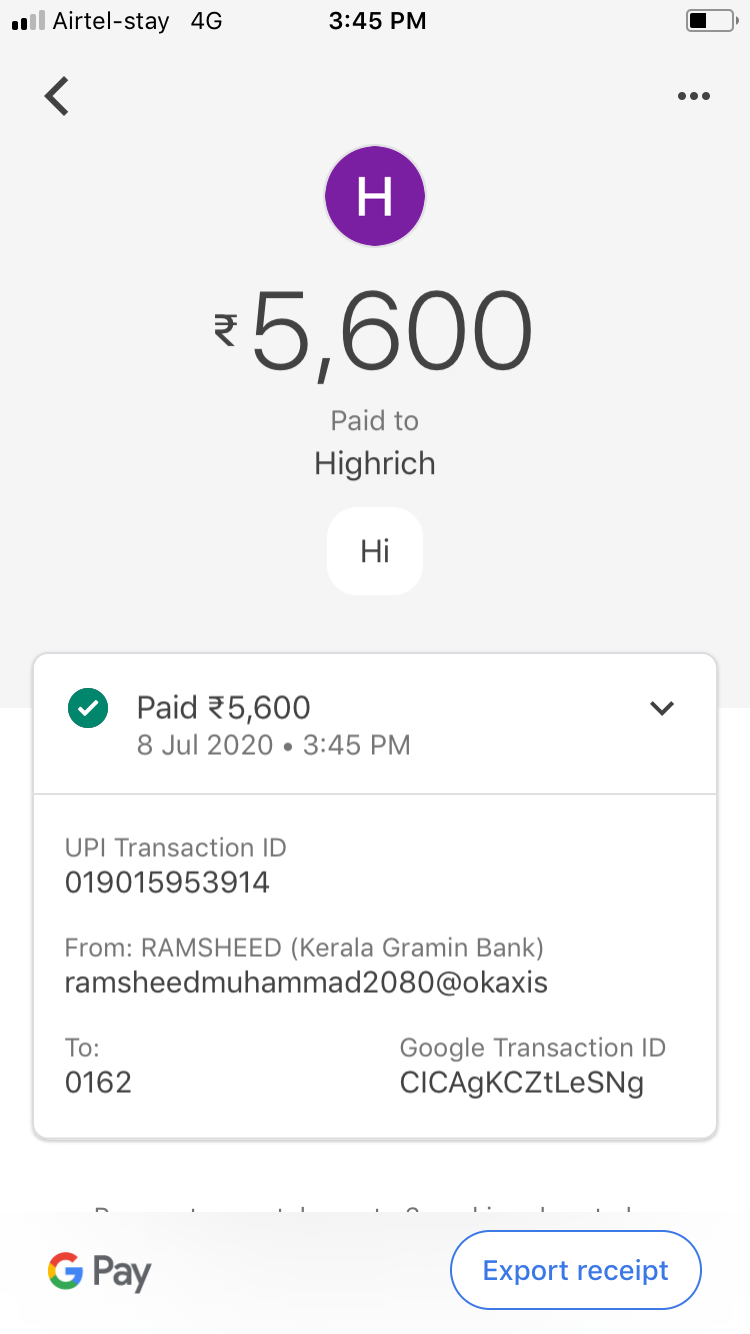 Airtel-stay 4G 3:45 PM
H
₹5,600
Paid to
Highrich
Hi
Paid ₹5,600
8 Jul 2020 • 3:45 PM
UPI Transaction ID
019015953914
From: RAMSHEED (Kerala Gramin Bank)
ramsheedmuhammad2080@okaxis
To:
0162
Google Transaction ID
CICAgKCZtLeSNg
G Pay
Export receipt